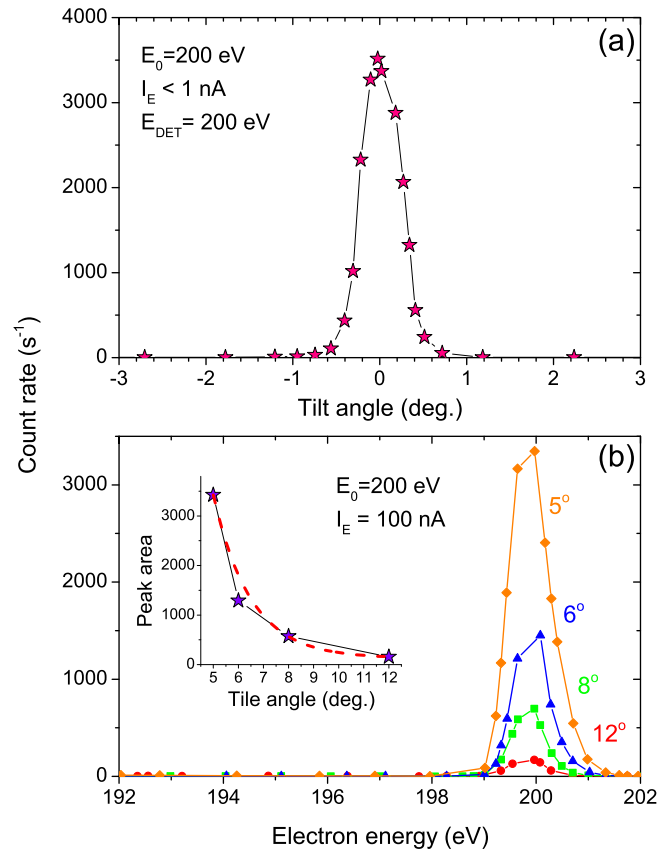 (a)
E0=200 eV
IE < 1 nA
EDET= 200 eV
4000
3000
2000
1000
0
-3 -2 -1 0 1 2 3
Tilt angle (deg.)
Count rate (s-1)
(b)
E0=200 eV
IE = 100 nA
3000
2000
1000
0
Peak area
3000
2000
1000
0
5 6 7 8 9 10 11 12
Tile angle (deg.)
5o
6o
8o
12o
192 194 196 198 200 202
Electron energy (eV)